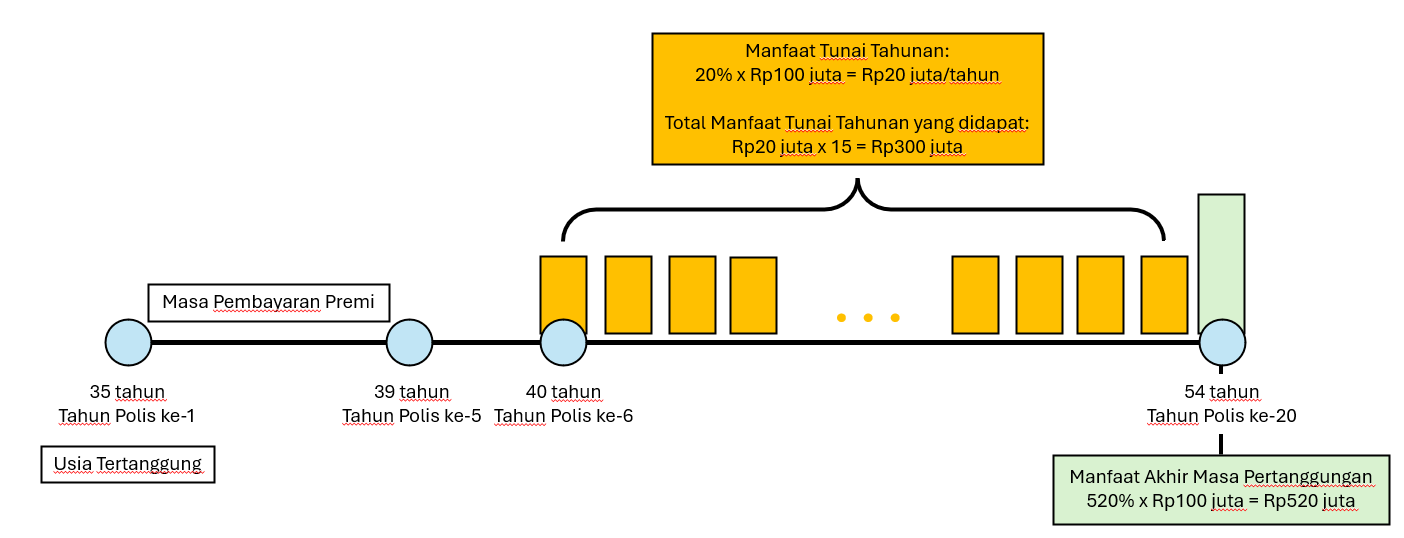 Manfaat Tunai Tahunan:
20% x Rp100 juta = Rp20 juta/tahun
Total Manfaat Tunai Tahunan yang didapat:
Rp20 juta x 15 = Rp300 juta
Masa Pembayaran Premi
35 tahun
Tahun Polis ke-1
39 tahun
Tahun Polis ke-5
40 tahun
Tahun Polis ke-6
54 tahun
Tahun Polis ke-20
Usia Tertanggung
Manfaat Akhir Masa Pertanggungan
520% x Rp100 juta = Rp520 juta